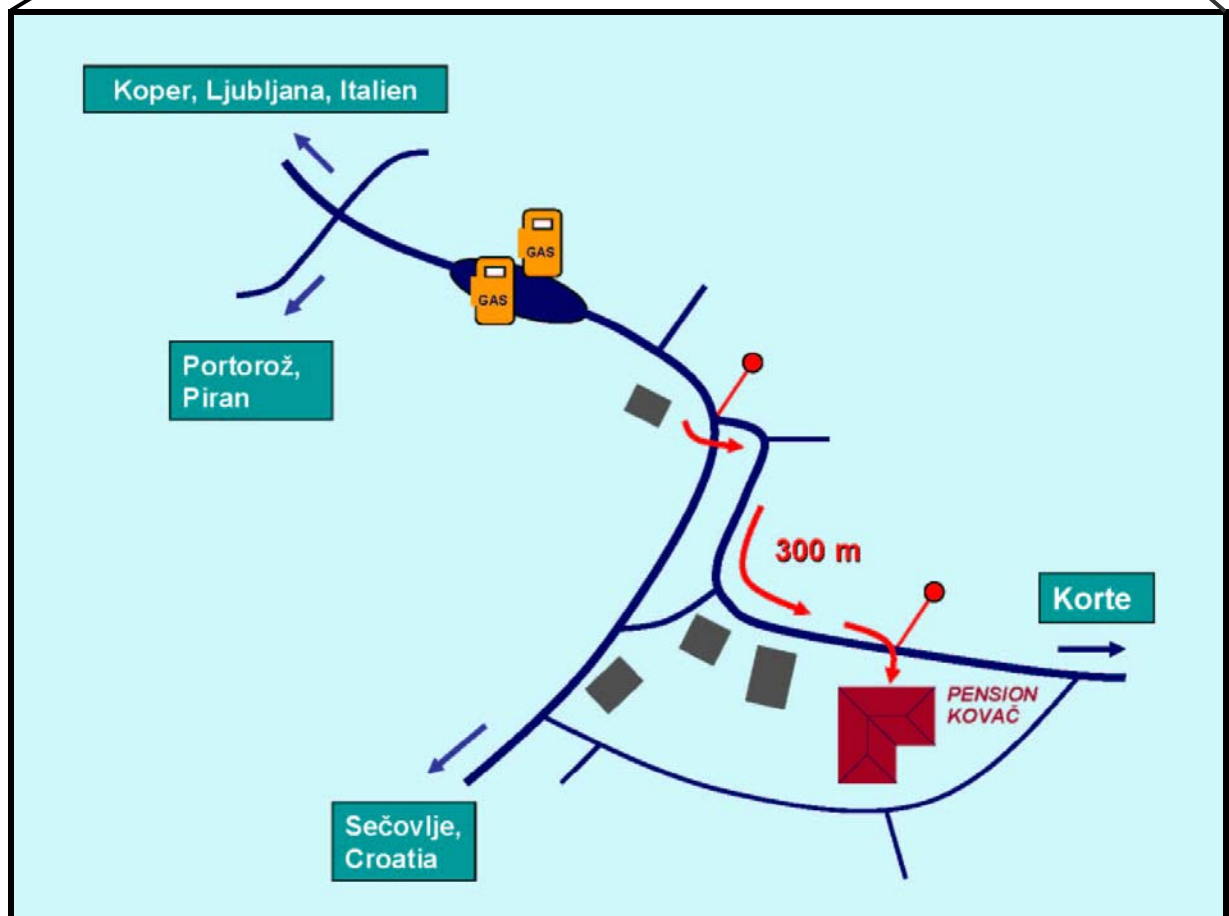 Koper, Ljubljana, Italien
GAS
GAS
Portorož,
Piran
300 m
Korte
PENSION
KOVAČ
Sečovlje,
Croatia